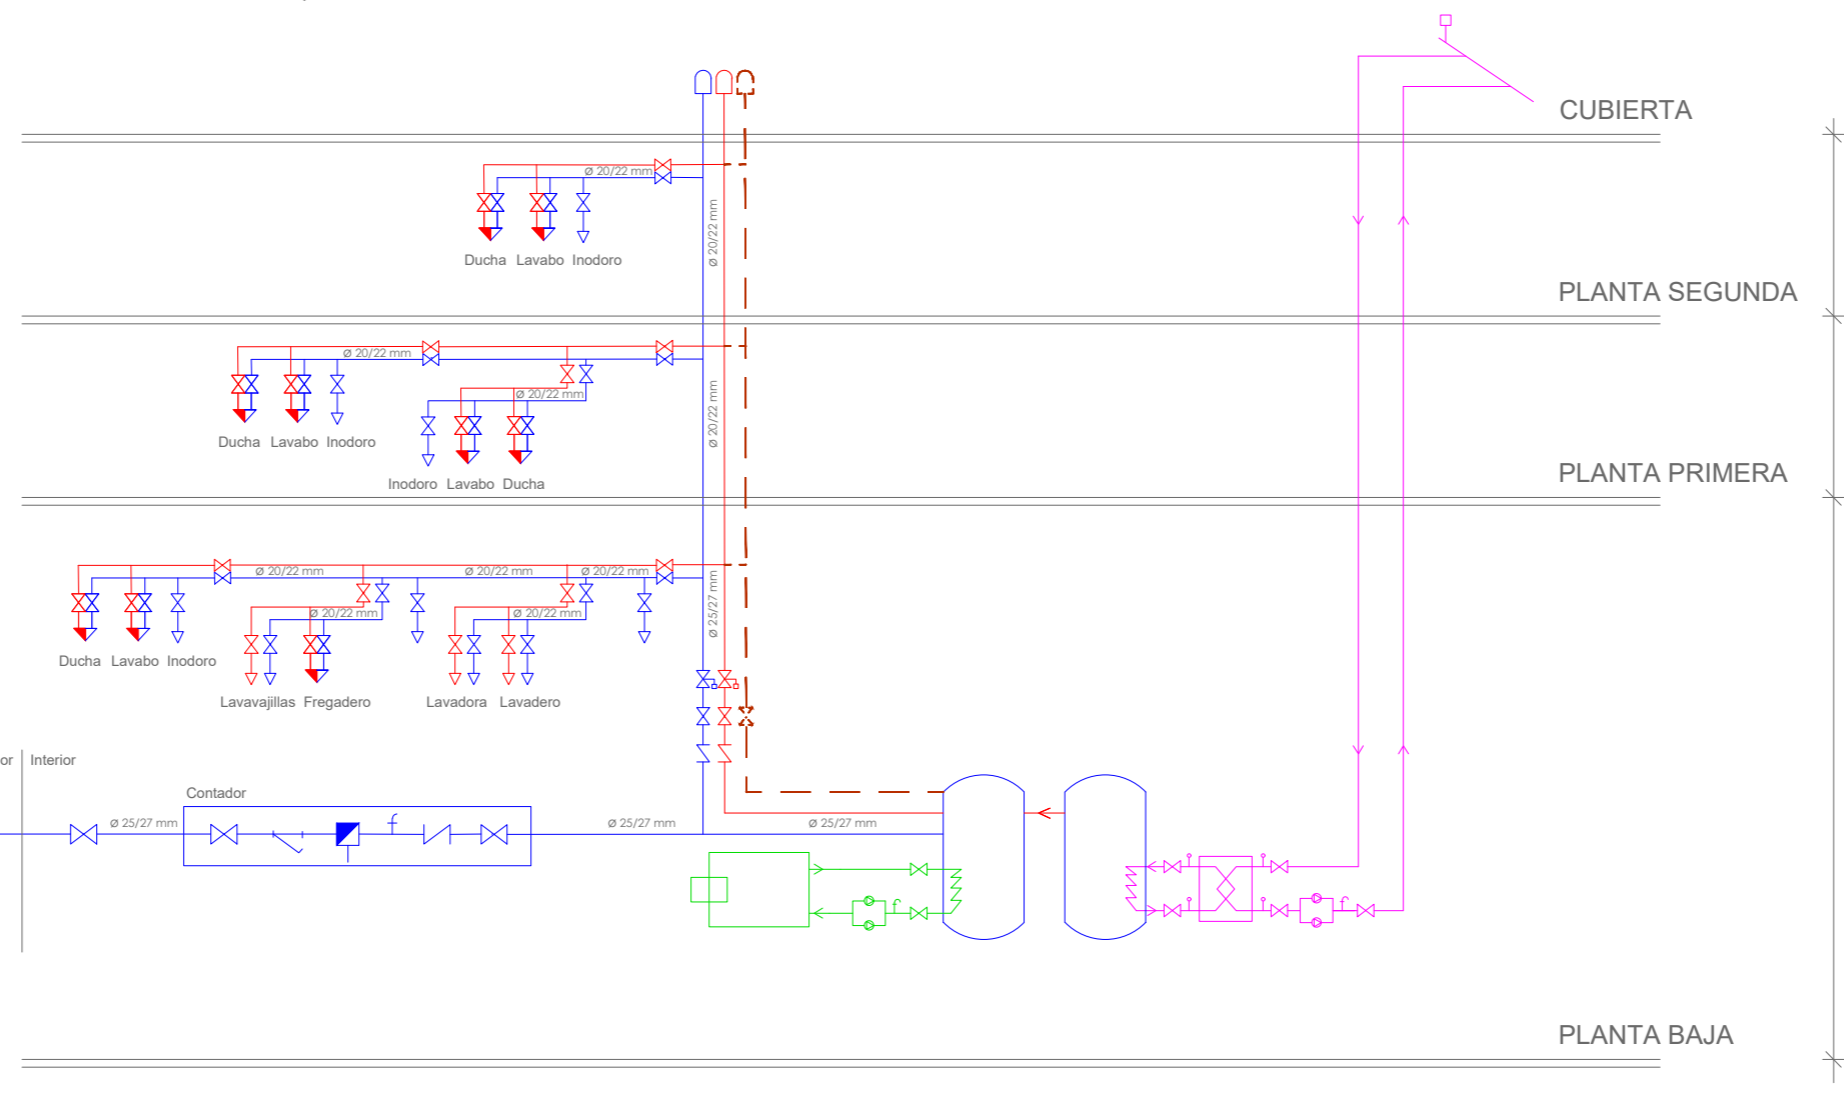 CUBIERTA
Ø 20/22 mm
Ø 20/22 mm
Ducha Lavabo Inodoro
PLANTA SEGUNDA
Ø 20/22 mm
Ø 20/22 mm
Ø 20/22 mm
Ducha Lavabo Inodoro
Inodoro Lavabo Ducha
PLANTA PRIMERA
Ø 20/22 mm Ø 20/22 mm Ø 20/22 mm
Ø 25/27 mm
Ø 20/22 mm Ø 20/22 mm
Ducha Lavabo Inodoro
Lavavajillas Fregadero Lavadora Lavadero
or Interior
Contador
Ø 25/27 mm Ø 25/27 mm Ø 25/27 mm
PLANTA BAJA